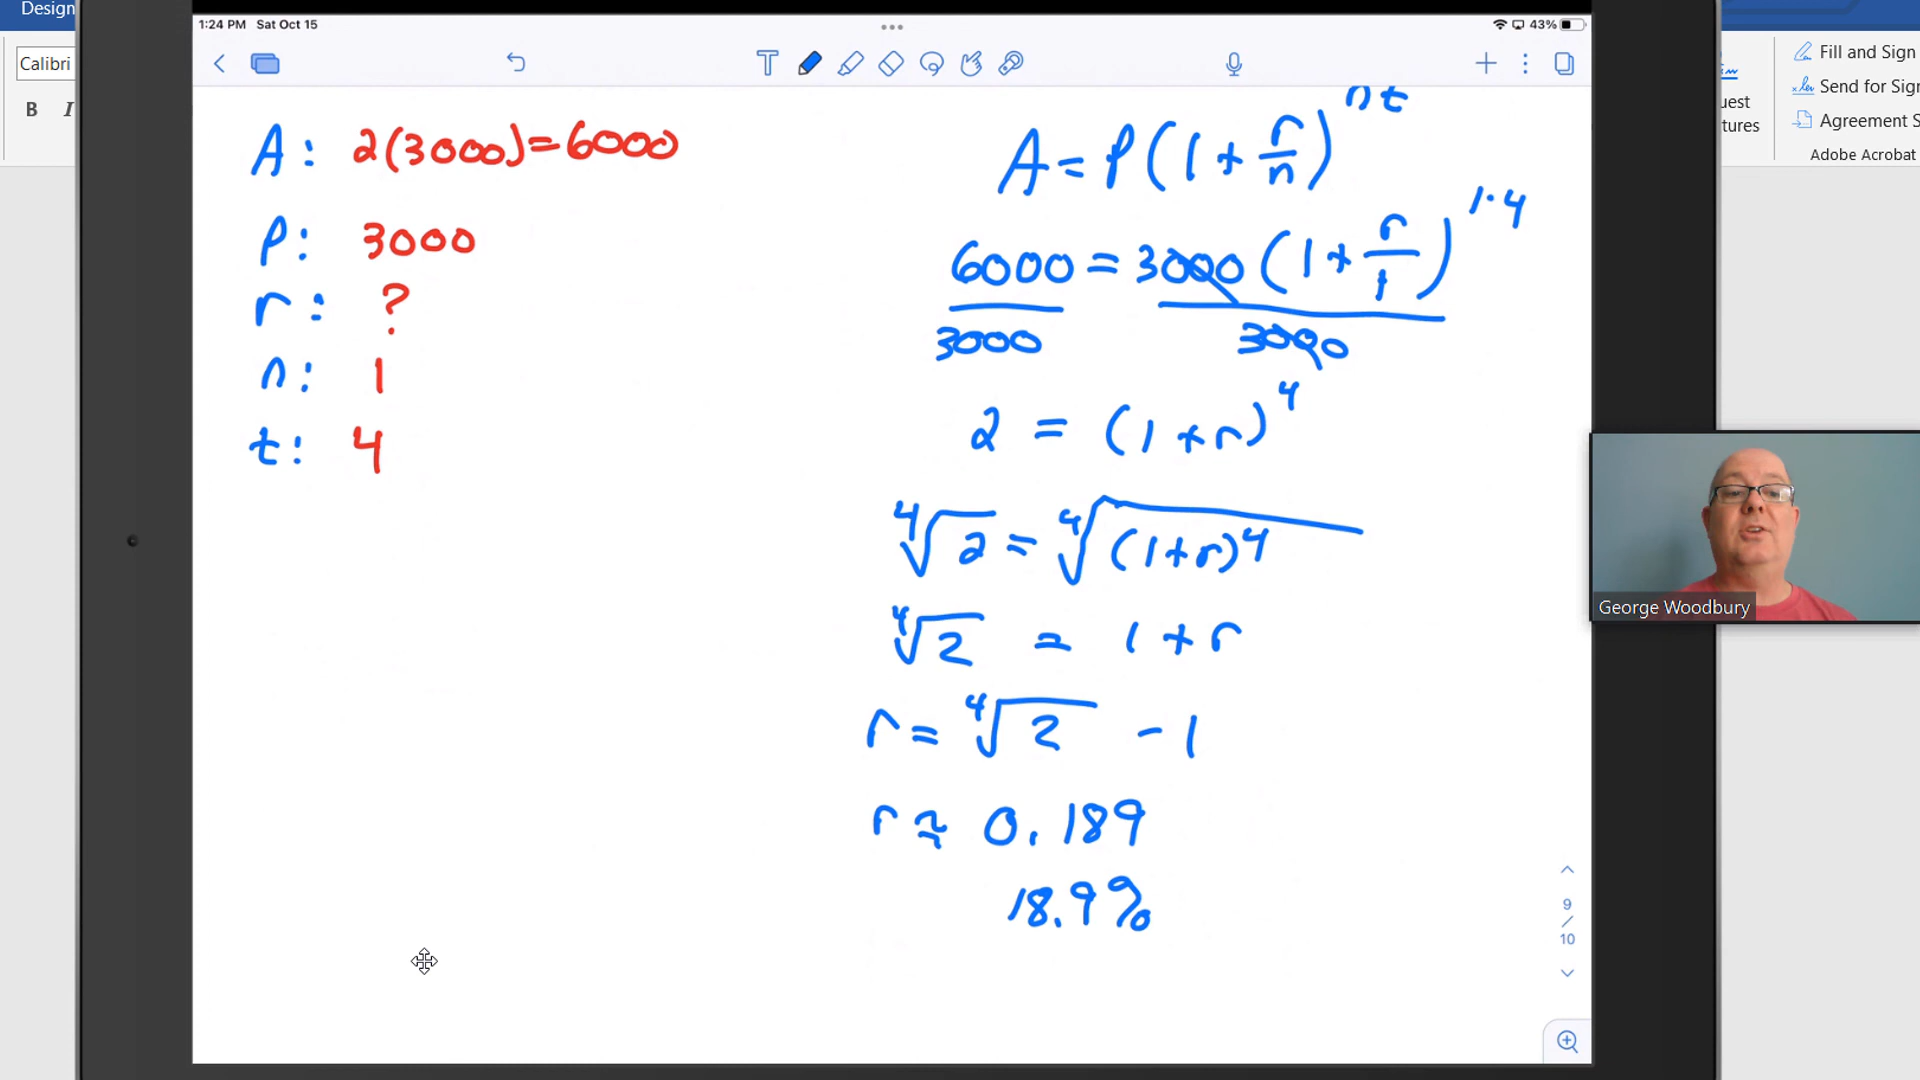 Design
1:24 PM Sat Oct 15
43%
Calibri
B I
T
Fill and Sign
Send for Sign
uest
tures
Agreement S
Adobe Acrobat
A: 2(3000)=6000
P: 3000
r: ?
n: 1
t: 4
A = P(1 + r/n)^nt
6000 = 3000 (1 + r/1)^1·4
3000 3000
2 = (1 + r)^4
⁴√2 = ⁴√(1+r)^4
⁴√2 = 1 + r
r = ⁴√2 - 1
r ≈ 0.189
18.9%
George Woodbury
9
/
10